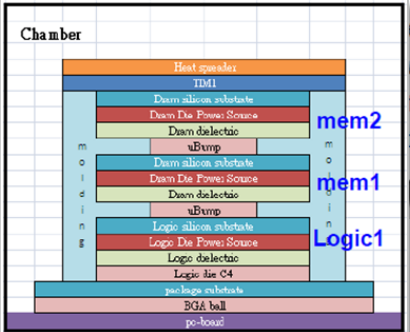 Chamber
Heat spreader
TIM1
Dram silicon substrate
Dram Die Power Source
mem2
Dram dielectric
uBump
Dram silicon substrate
Dram Die Power Source
mem1
Dram dielectric
uBump
Logic silicon substrate
Logic Die Power Source
Logic1
Logic dielectric
Logic die C4
package substrate
BGA ball
pc-board
molding
molding